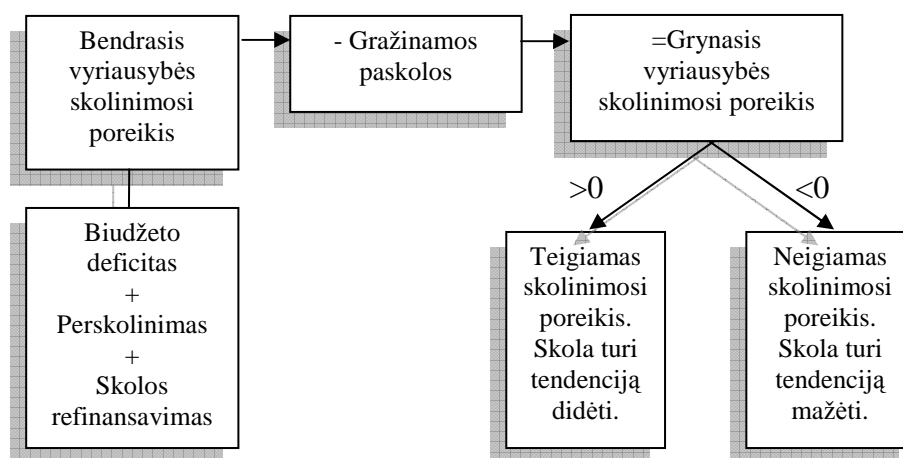 Bendrasis
vyriausybės
skolinimosi
poreikis
- Gražinamos
paskolos
=Grynasis
vyriausybės
skolinimosi poreikis
>0
<0
Biudžeto
deficitas
+
Perskolinimas
+
Skolos
refinansavimas
Teigiamas
skolinimosi
poreikis.
Skola turi
tendenciją
didėti.
Neigiamas
skolinimosi
poreikis.
Skola turi
tendenciją
mažėti.